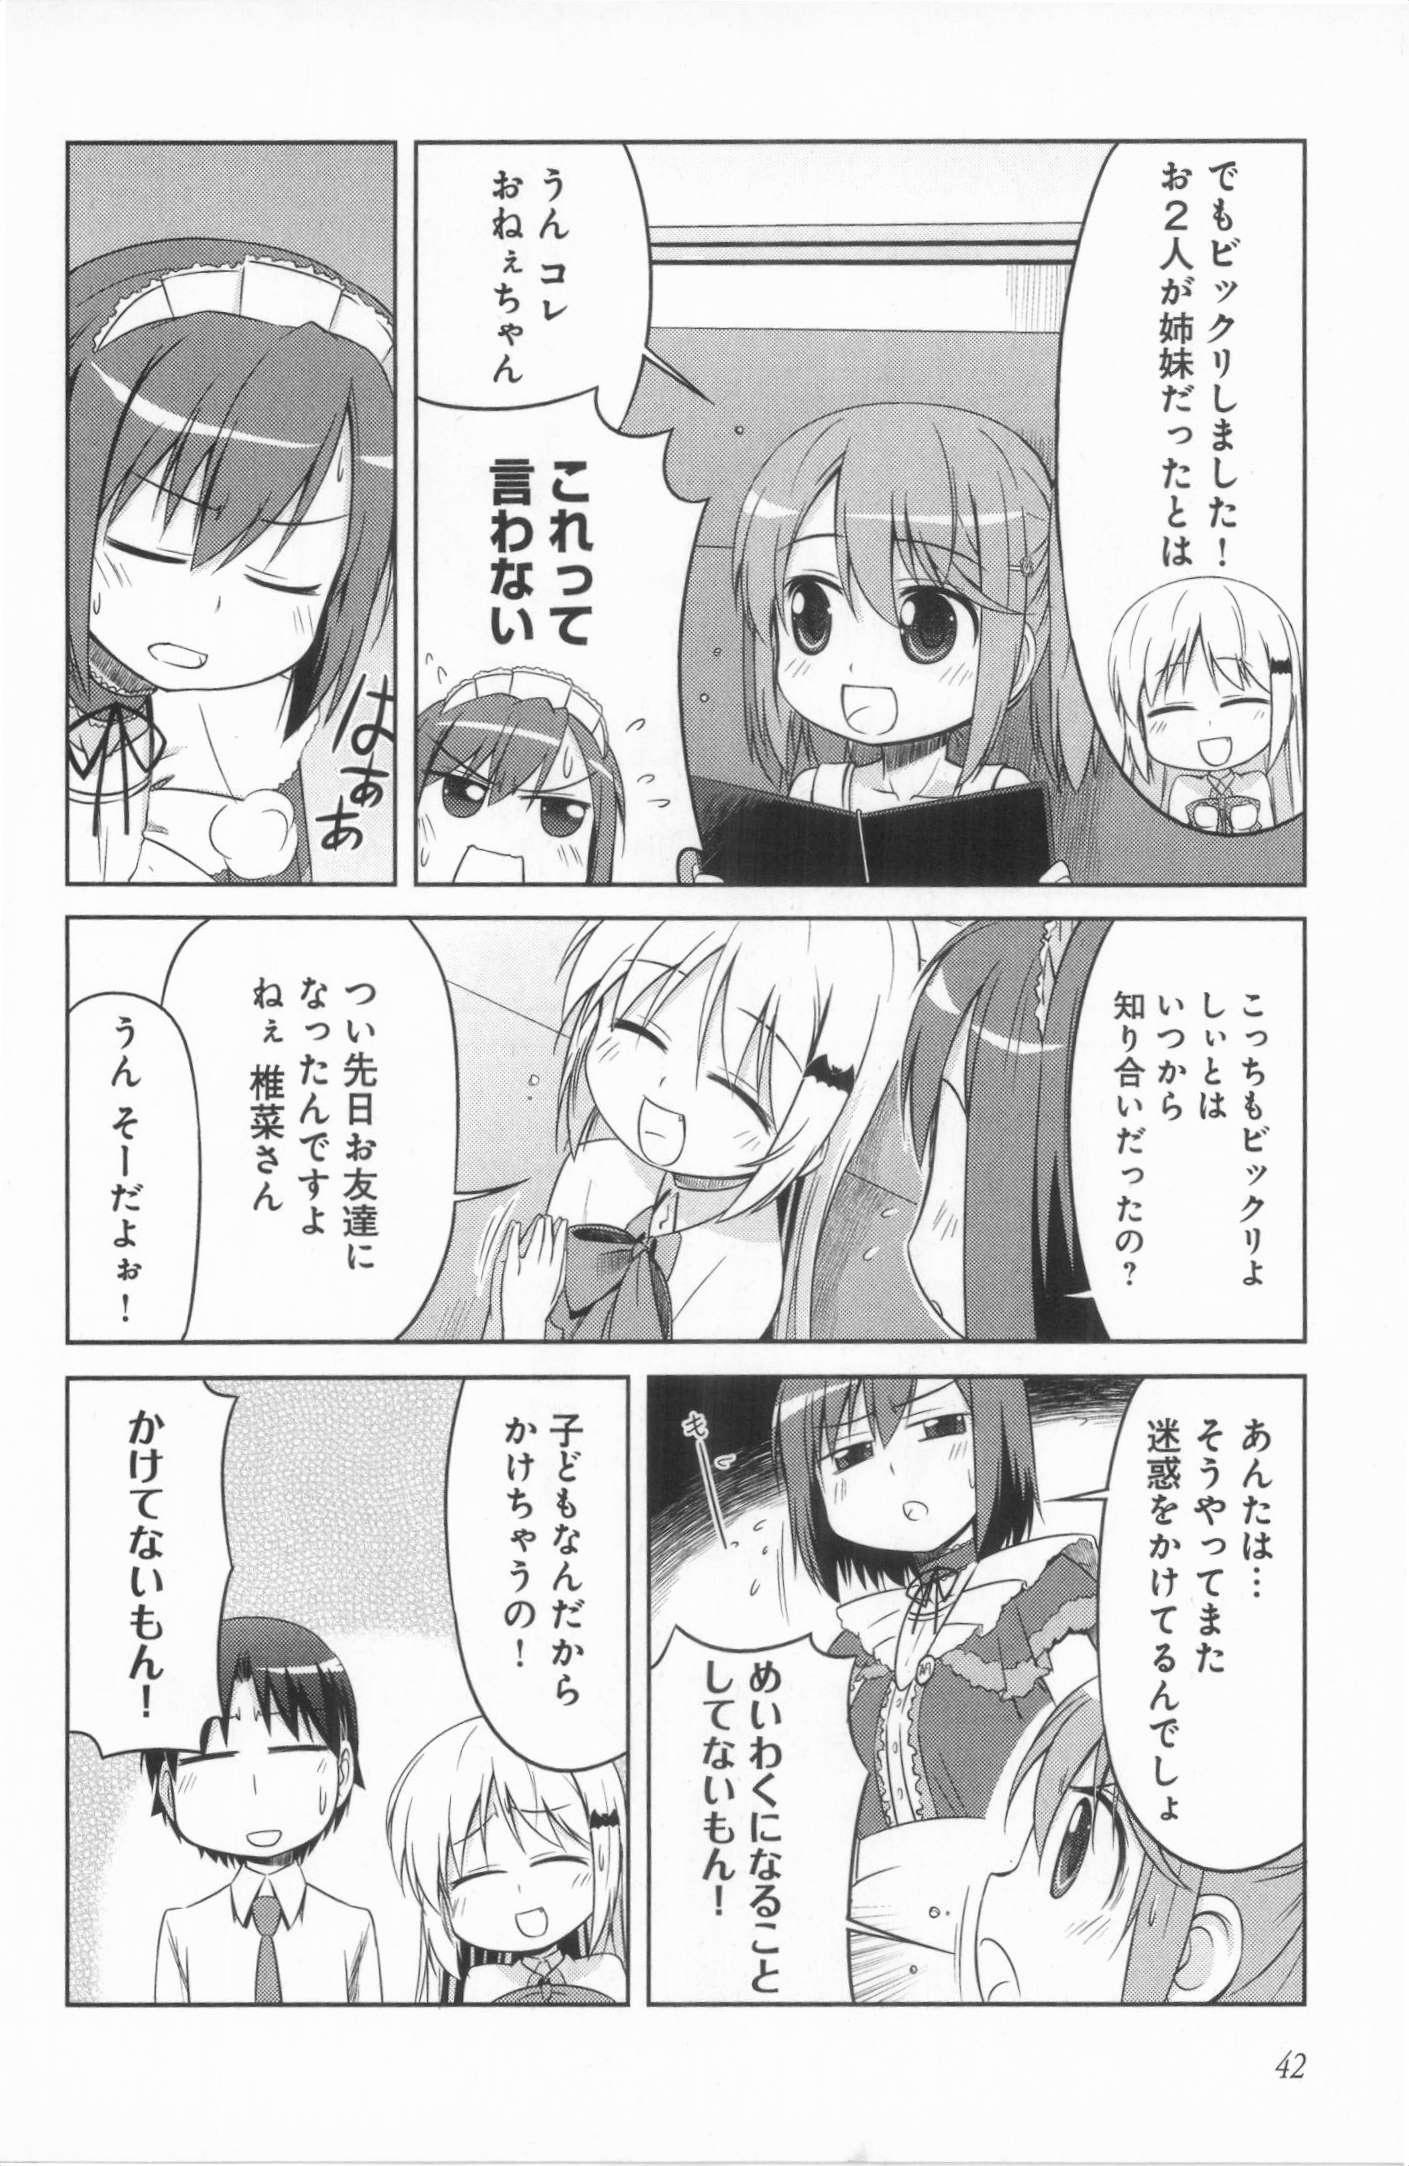 でもビックリしました！
お２人が姉妹だったとは
うん コレ
おねぇちゃん
これって
言わない
はぁあ
こっちもビックリよ
しぃとは
いつから
知り合いだったの？
つい先日お友達に
なったんですよ
ねぇ 椎菜さん
うん そーだよぉ！
あんたは…
そうやってまた
迷惑をかけてるんでしょ
めいわくになること
してないもん！
子どもなんだから
かけちゃうの！
かけてないもん！
42